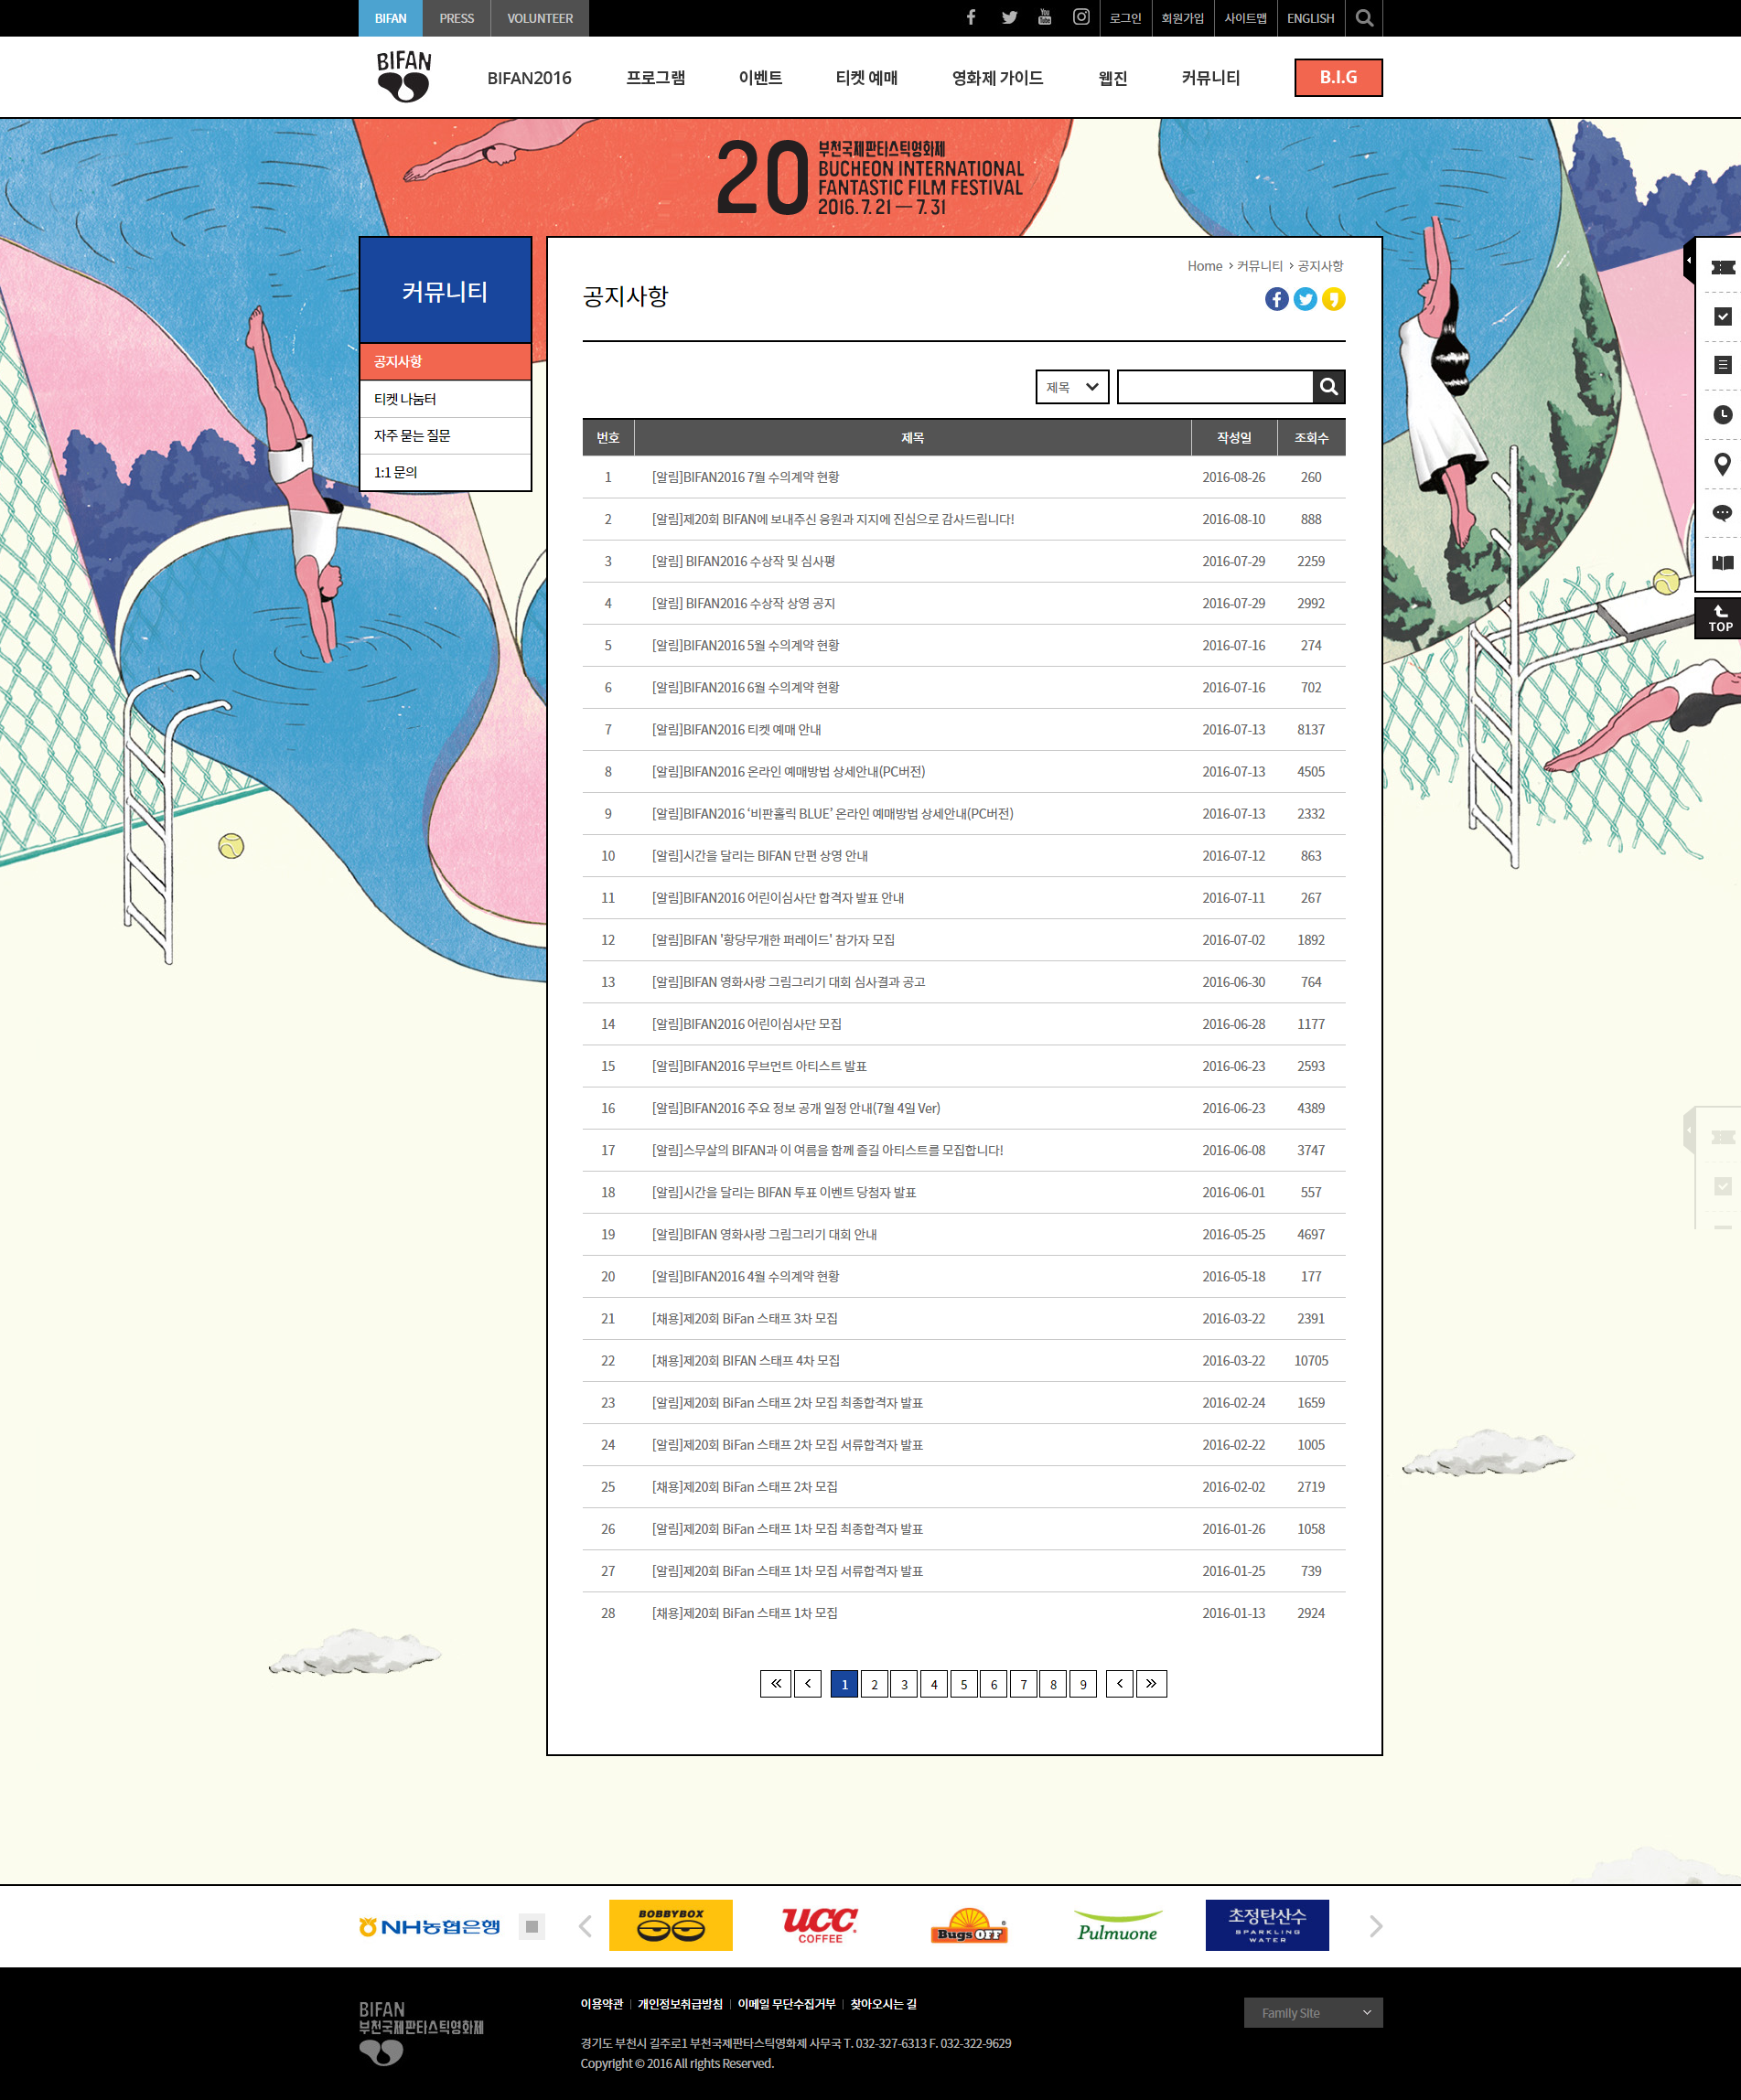 BIFAN PRESS VOLUNTEER 로그인 회원가입 사이트맵 ENGLISH
BIFAN BIFAN2016 프로그램 이벤트 티켓 예매 영화제 가이드 웹진 커뮤니티 B.I.G
20 부천국제판타스틱영화제
BUCHEON INTERNATIONAL
FANTASTIC FILM FESTIVAL
2016.7.21 — 7.31
커뮤니티
공지사항
티켓 나눔터
자주 묻는 질문
1:1 문의
Home > 커뮤니티 > 공지사항
공지사항
제목
번호 제목 작성일 조회수
1 [알림]BIFAN2016 7월 수의계약 현황 2016-08-26 260
2 [알림]제20회 BIFAN에 보내주신 응원과 지지에 진심으로 감사드립니다! 2016-08-10 888
3 [알림] BIFAN2016 수상작 및 심사평 2016-07-29 2259
4 [알림] BIFAN2016 수상작 상영 공지 2016-07-29 2992
5 [알림]BIFAN2016 5월 수의계약 현황 2016-07-16 274
6 [알림]BIFAN2016 6월 수의계약 현황 2016-07-16 702
7 [알림]BIFAN2016 티켓 예매 안내 2016-07-13 8137
8 [알림]BIFAN2016 온라인 예매방법 상세안내(PC버전) 2016-07-13 4505
9 [알림]BIFAN2016 ‘비판홀릭 BLUE’ 온라인 예매방법 상세안내(PC버전) 2016-07-13 2332
10 [알림]시간을 달리는 BIFAN 단편 상영 안내 2016-07-12 863
11 [알림]BIFAN2016 어린이심사단 합격자 발표 안내 2016-07-11 267
12 [알림]BIFAN '황당무개한 퍼레이드' 참가자 모집 2016-07-02 1892
13 [알림]BIFAN 영화사랑 그림그리기 대회 심사결과 공고 2016-06-30 764
14 [알림]BIFAN2016 어린이심사단 모집 2016-06-28 1177
15 [알림]BIFAN2016 무브먼트 아티스트 발표 2016-06-23 2593
16 [알림]BIFAN2016 주요 정보 공개 일정 안내(7월 4일 Ver) 2016-06-23 4389
17 [알림]스무살의 BIFAN과 이 여름을 함께 즐길 아티스트를 모집합니다! 2016-06-08 3747
18 [알림]시간을 달리는 BIFAN 투표 이벤트 당첨자 발표 2016-06-01 557
19 [알림]BIFAN 영화사랑 그림그리기 대회 안내 2016-05-25 4697
20 [알림]BIFAN2016 4월 수의계약 현황 2016-05-18 177
21 [채용]제20회 BiFan 스태프 3차 모집 2016-03-22 2391
22 [채용]제20회 BIFAN 스태프 4차 모집 2016-03-22 10705
23 [알림]제20회 BiFan 스태프 2차 모집 최종합격자 발표 2016-02-24 1659
24 [알림]제20회 BiFan 스태프 2차 모집 서류합격자 발표 2016-02-22 1005
25 [채용]제20회 BiFan 스태프 2차 모집 2016-02-02 2719
26 [알림]제20회 BiFan 스태프 1차 모집 최종합격자 발표 2016-01-26 1058
27 [알림]제20회 BiFan 스태프 1차 모집 서류합격자 발표 2016-01-25 739
28 [채용]제20회 BiFan 스태프 1차 모집 2016-01-13 2924
1 2 3 4 5 6 7 8 9
TOP
NH농협은행
BOBBYBOX
UCC
COFFEE
Bugs OFF
Pulmuone
초정탄산수
SPARKLING
WATER
BIFAN
부천국제판타스틱영화제
이용약관 | 개인정보취급방침 | 이메일 무단수집거부 | 찾아오시는 길
Family Site
경기도 부천시 길주로1 부천국제판타스틱영화제 사무국 T. 032-327-6313 F. 032-322-9629
Copyright © 2016 All rights Reserved.